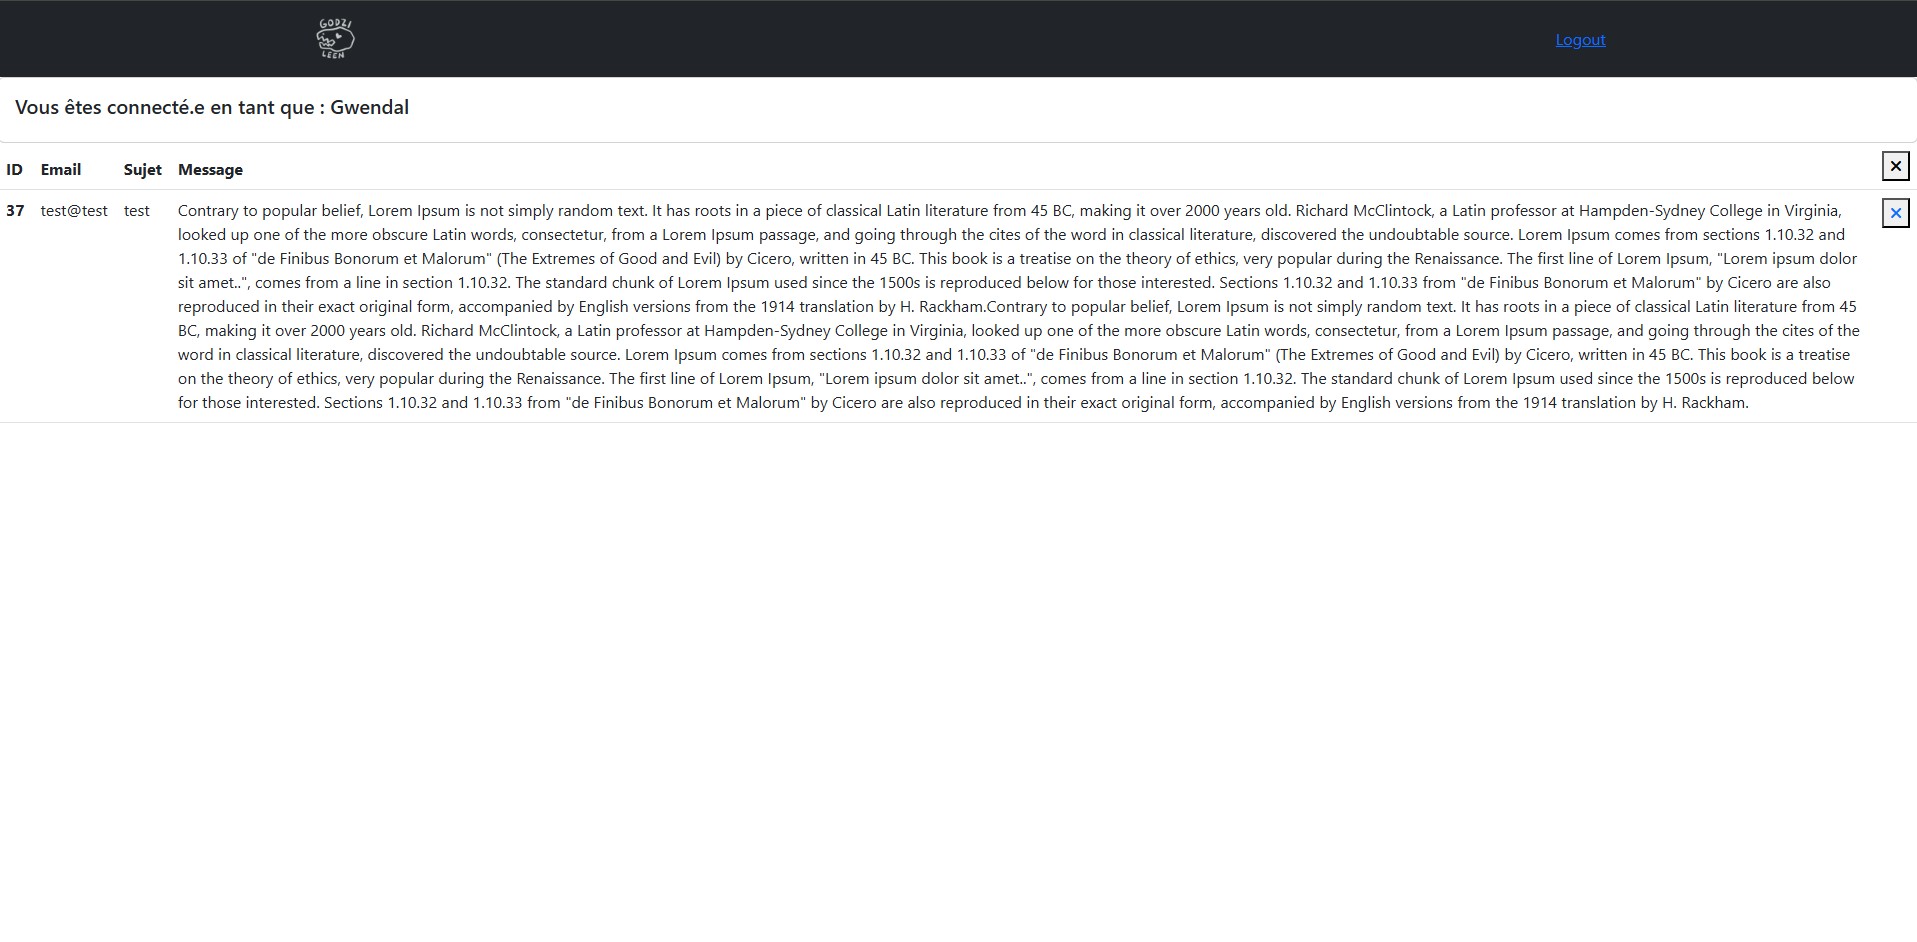 GODZI
LEEN
Logout
Vous êtes connecté.e en tant que : Gwendal
ID Email Sujet Message ×
37 test@test test Contrary to popular belief, Lorem Ipsum is not simply random text. It has roots in a piece of classical Latin literature from 45 BC, making it over 2000 years old. Richard McClintock, a Latin professor at Hampden-Sydney College in Virginia, ×
looked up one of the more obscure Latin words, consectetur, from a Lorem Ipsum passage, and going through the cites of the word in classical literature, discovered the undoubtable source. Lorem Ipsum comes from sections 1.10.32 and
1.10.33 of "de Finibus Bonorum et Malorum" (The Extremes of Good and Evil) by Cicero, written in 45 BC. This book is a treatise on the theory of ethics, very popular during the Renaissance. The first line of Lorem Ipsum, "Lorem ipsum dolor
sit amet..", comes from a line in section 1.10.32. The standard chunk of Lorem Ipsum used since the 1500s is reproduced below for those interested. Sections 1.10.32 and 1.10.33 from "de Finibus Bonorum et Malorum" by Cicero are also
reproduced in their exact original form, accompanied by English versions from the 1914 translation by H. Rackham.Contrary to popular belief, Lorem Ipsum is not simply random text. It has roots in a piece of classical Latin literature from 45
BC, making it over 2000 years old. Richard McClintock, a Latin professor at Hampden-Sydney College in Virginia, looked up one of the more obscure Latin words, consectetur, from a Lorem Ipsum passage, and going through the cites of the
word in classical literature, discovered the undoubtable source. Lorem Ipsum comes from sections 1.10.32 and 1.10.33 of "de Finibus Bonorum et Malorum" (The Extremes of Good and Evil) by Cicero, written in 45 BC. This book is a treatise
on the theory of ethics, very popular during the Renaissance. The first line of Lorem Ipsum, "Lorem ipsum dolor sit amet..", comes from a line in section 1.10.32. The standard chunk of Lorem Ipsum used since the 1500s is reproduced below
for those interested. Sections 1.10.32 and 1.10.33 from "de Finibus Bonorum et Malorum" by Cicero are also reproduced in their exact original form, accompanied by English versions from the 1914 translation by H. Rackham.